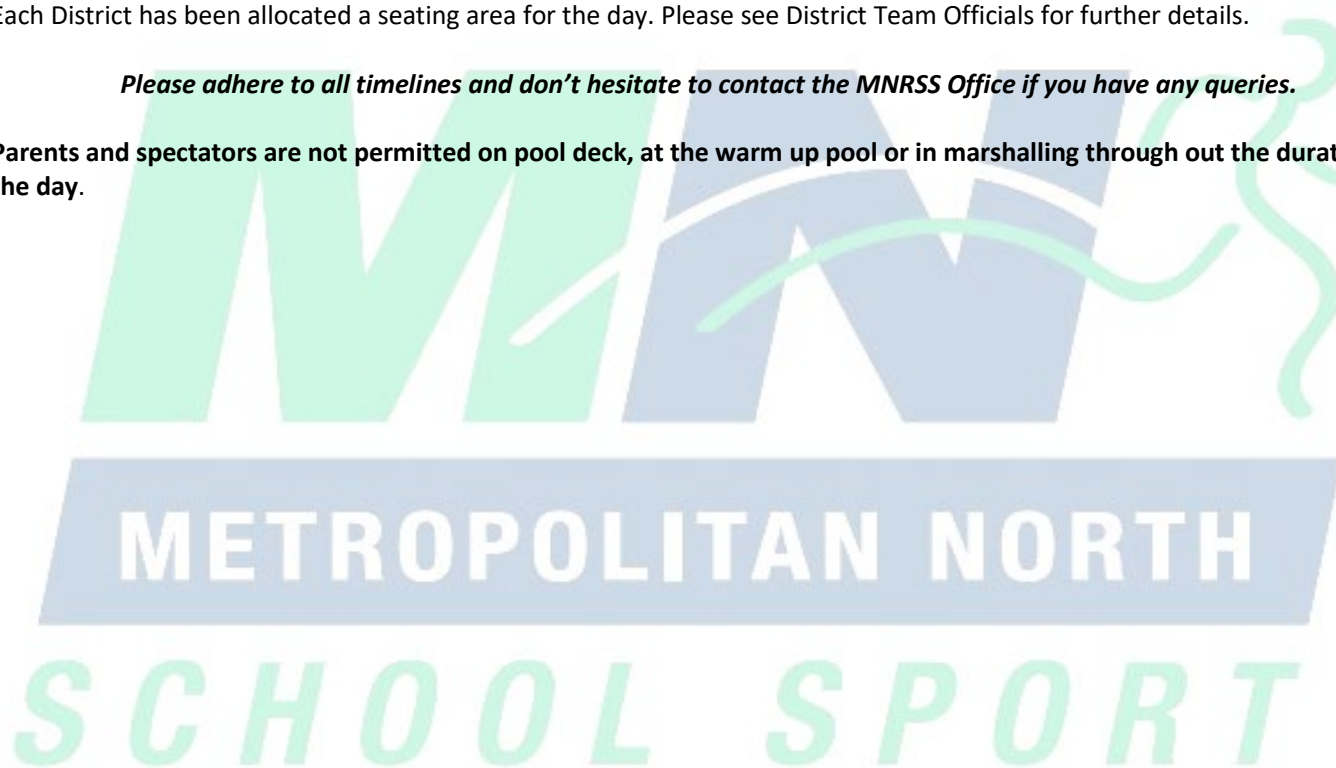 Each District has been allocated a seating area for the day. Please see District Team Officials for further details.
Please adhere to all timelines and don't hesitate to contact the MNRSS Office if you have any queries.
Parents and spectators are not permitted on pool deck, at the warm up pool or in marshalling through out the durat
the day.
MN
METROPOLITAN NORTH
SCHOOL SPORT